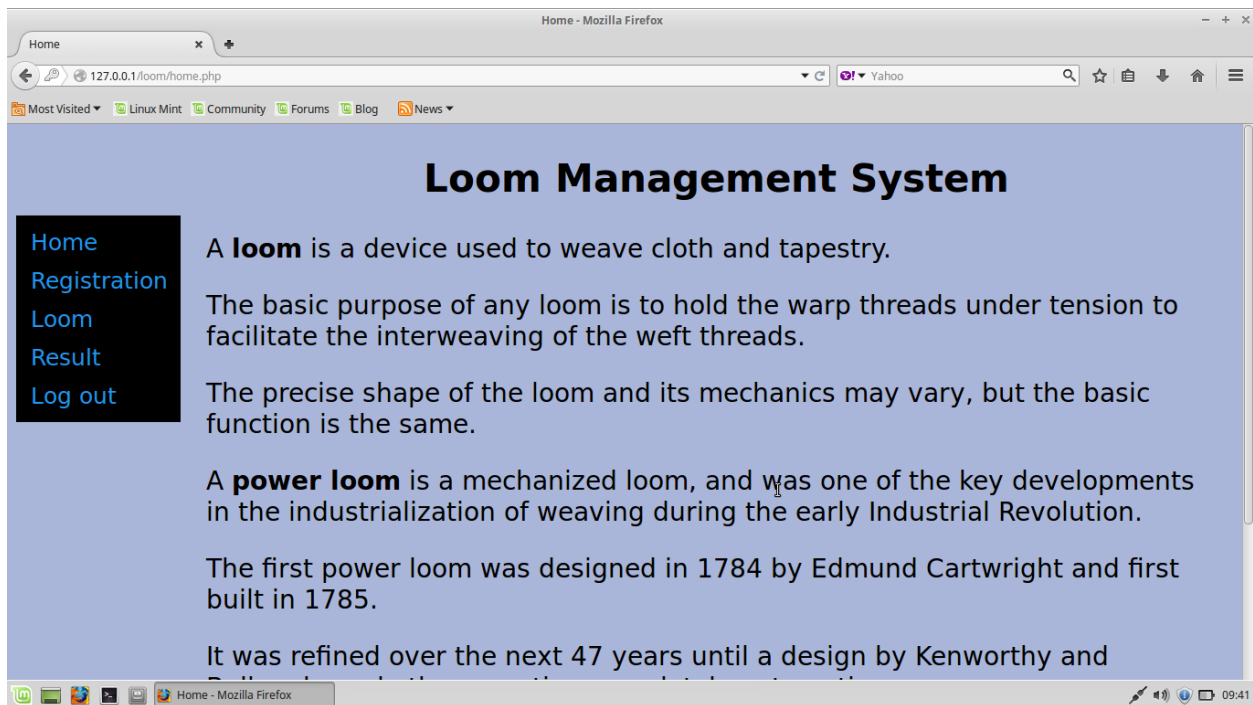 Home - Mozilla Firefox
Home
127.0.0.1/loom/home.php
Yahoo
Most Visited Linux Mint Community Forums Blog News
Loom Management System
Home
Registration
Loom
Result
Log out
A loom is a device used to weave cloth and tapestry.
The basic purpose of any loom is to hold the warp threads under tension to
facilitate the interweaving of the weft threads.
The precise shape of the loom and its mechanics may vary, but the basic
function is the same.
A power loom is a mechanized loom, and was one of the key developments
in the industrialization of weaving during the early Industrial Revolution.
The first power loom was designed in 1784 by Edmund Cartwright and first
built in 1785.
It was refined over the next 47 years until a design by Kenworthy and
Home - Mozilla Firefox
09:41